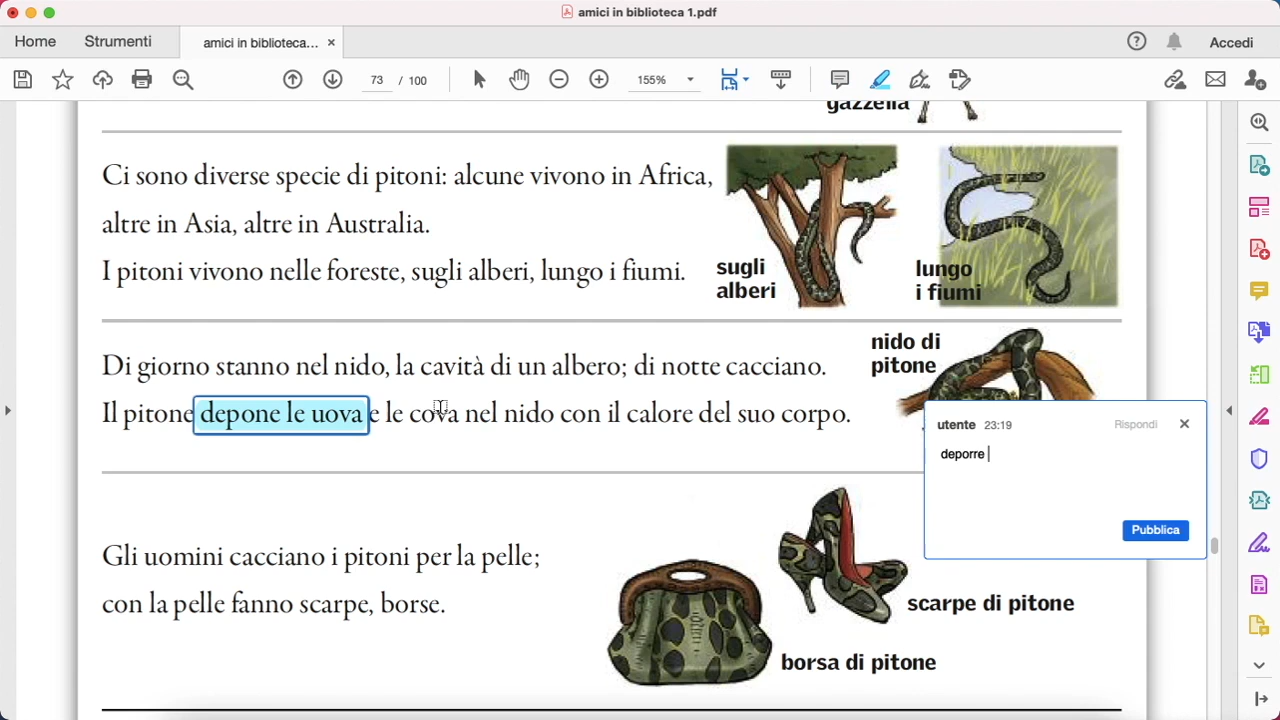 amici in biblioteca 1.pdf
Home
Strumenti
amici in biblioteca... ×
Accedi
73 / 100
155%
gazzella
Ci sono diverse specie di pitoni: alcune vivono in Africa,
altre in Asia, altre in Australia.
I pitoni vivono nelle foreste, sugli alberi, lungo i fiumi.
sugli
alberi
lungo
i fiumi
Di giorno stanno nel nido, la cavità di un albero; di notte cacciano.
Il pitone depone le uova e le cova nel nido con il calore del suo corpo.
nido di
pitone
utente 23:19
Rispondi
deporre
Pubblica
Gli uomini cacciano i pitoni per la pelle;
con la pelle fanno scarpe, borse.
scarpe di pitone
borsa di pitone